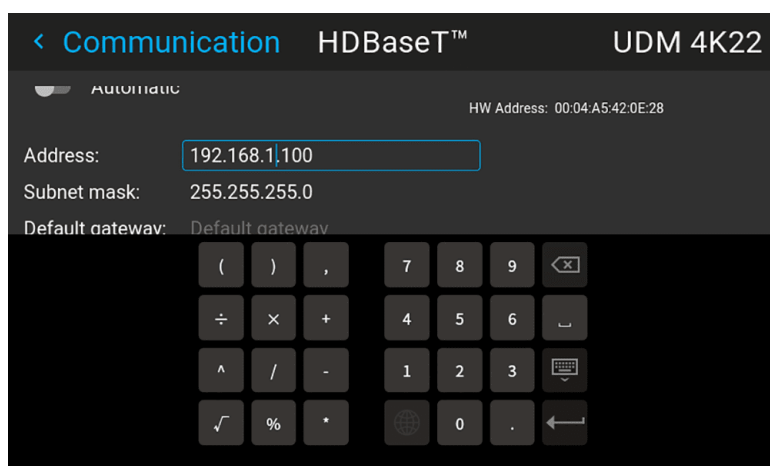 ‹ Communication HDBaseT™ UDM 4K22
Automatic
HW Address: 00:04:A5:42:0E:28
Address: 192.168.1.100
Subnet mask: 255.255.255.0
Default gateway: Default gateway
( ) , 7 8 9
÷ × + 4 5 6
^ / - 1 2 3
√ % * 0 .